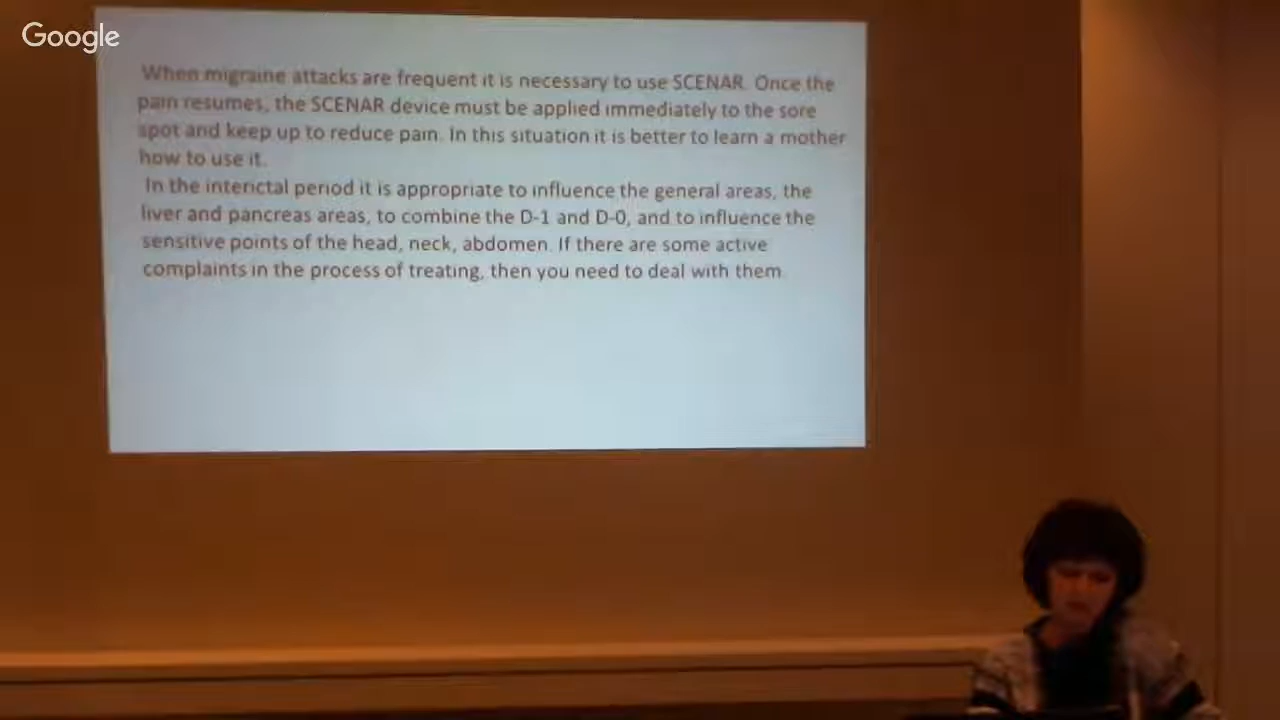 Google
When migraine attacks are frequent it is necessary to use SCENAR. Once the
pain resumes, the SCENAR device must be applied immediately to the sore
spot and keep up to reduce pain. In this situation it is better to learn a mother
how to use it.
In the interictal period it is appropriate to influence the general areas, the
liver and pancreas areas, to combine the D-1 and D-0, and to influence the
sensitive points of the head, neck, abdomen. If there are some active
complaints in the process of treating, then you need to deal with them.